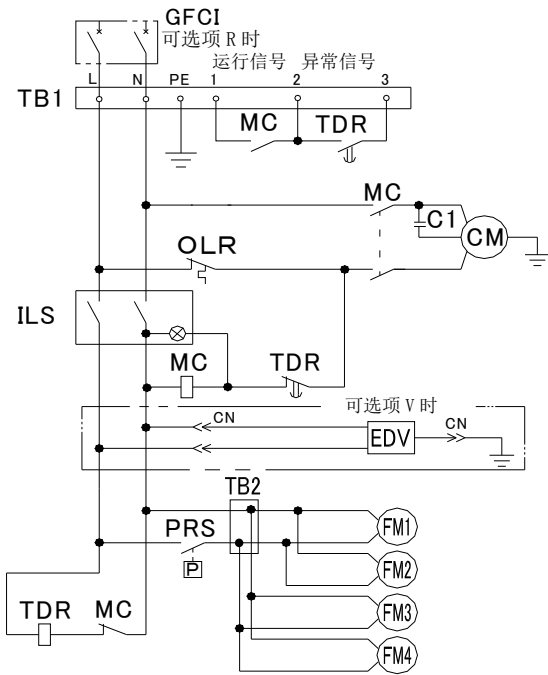 GFCI
可选项R时
运行信号 异常信号
L N PE 1 2 3
TB1
MC TDR
MC
C1
CM
OLR
ILS
MC TDR
可选项V时
CN
CN
EDV
TB2
PRS
FM1
P
FM2
TDR MC
FM3
FM4